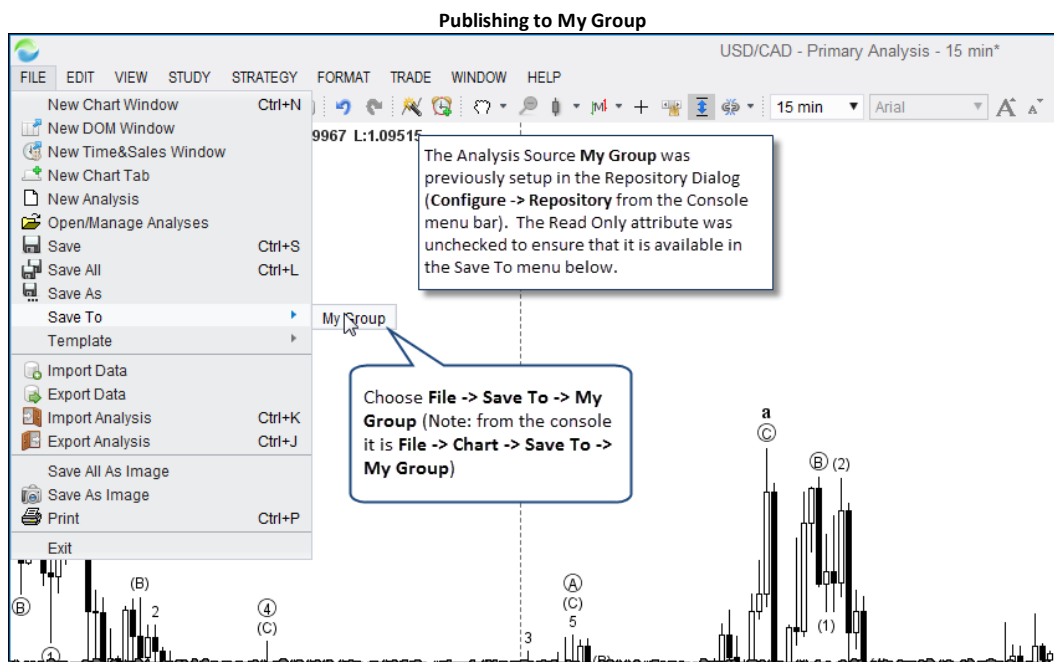 Publishing to My Group
USD/CAD - Primary Analysis - 15 min*
FILE EDIT VIEW STUDY STRATEGY FORMAT TRADE WINDOW HELP
15 min Arial A A
New Chart Window Ctrl+N
New DOM Window
New Time&Sales Window
New Chart Tab
New Analysis
Open/Manage Analyses
Save Ctrl+S
Save All Ctrl+L
Save As
Save To
Template
Import Data
Export Data
Import Analysis Ctrl+K
Export Analysis Ctrl+J
Save All As Image
Save As Image
Print Ctrl+P
Exit
9967 L:1.09515
The Analysis Source My Group was
previously setup in the Repository Dialog
(Configure -> Repository from the Console
menu bar). The Read Only attribute was
unchecked to ensure that it is available in
the Save To menu below.
My Group
Choose File -> Save To -> My
Group (Note: from the console
it is File -> Chart -> Save To ->
My Group)
a
Ⓒ
Ⓑ (2)
(1)
(B)
Ⓑ
2
①
④
(C)
Ⓐ
(C)
5
3
(B)